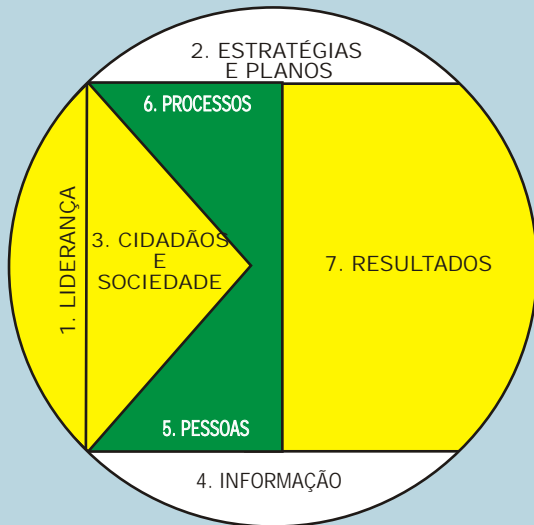 2. ESTRATÉGIAS
E PLANOS
6. PROCESSOS
1. LIDERANÇA
3. CIDADÃOS
E
SOCIEDADE
7. RESULTADOS
5. PESSOAS
4. INFORMAÇÃO